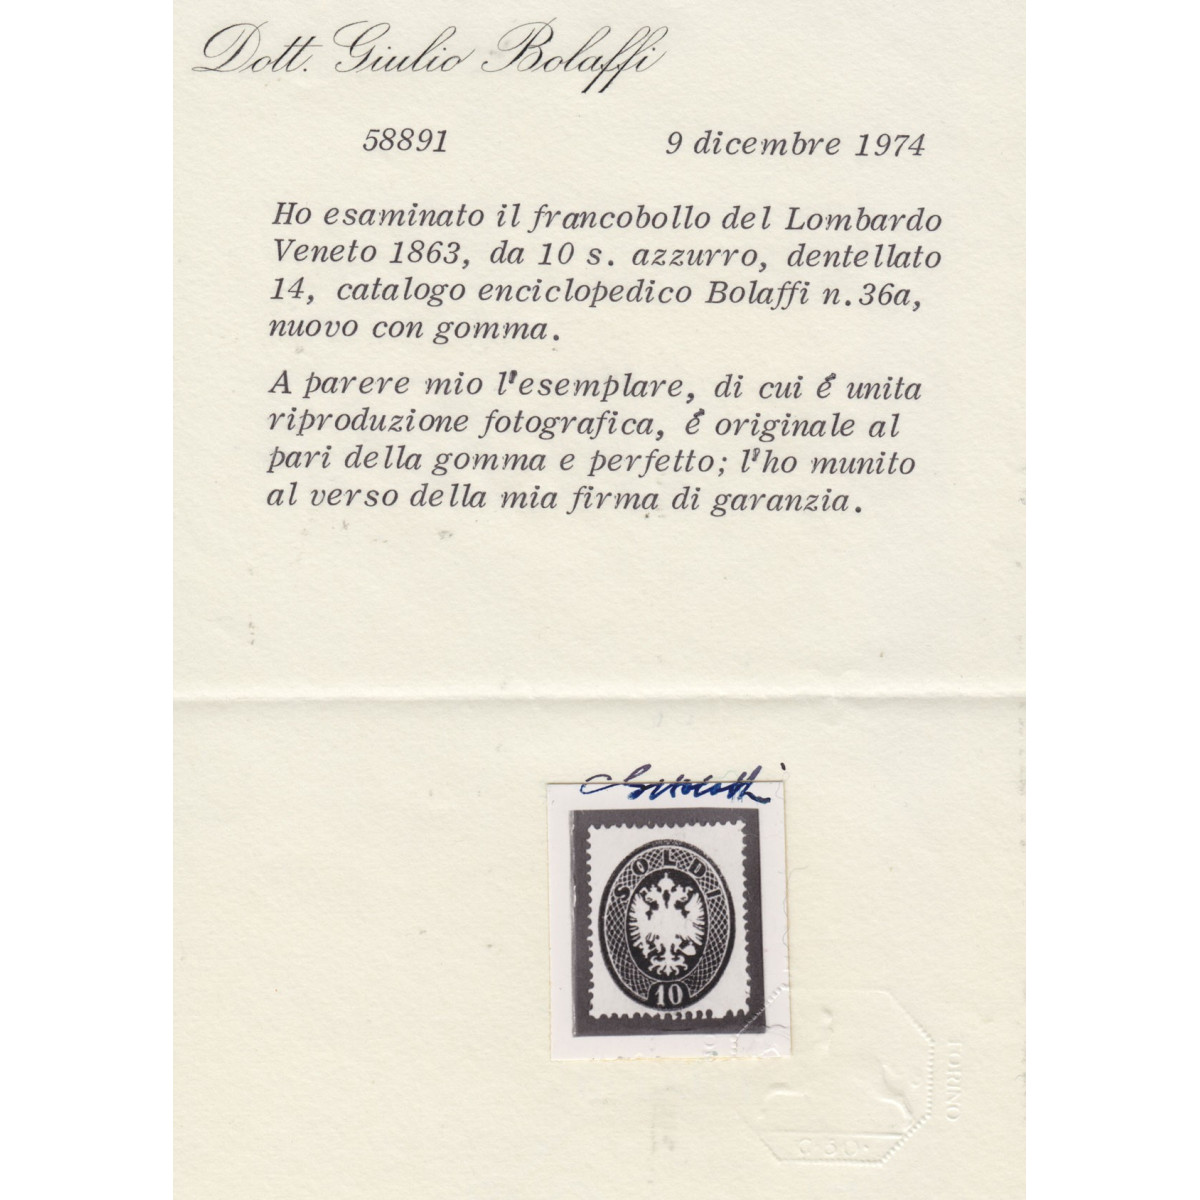 Dott. Giulio Bolaffi
58891 9 dicembre 1974
Ho esaminato il francobollo del Lombardo
Veneto 1863, da 10 s. azzurro, dentellato
14, catalogo enciclopedico Bolaffi n.36a,
nuovo con gomma.
A parere mio l'esemplare, di cui é unita
riproduzione fotografica, é originale al
pari della gomma e perfetto; l'ho munito
al verso della mia firma di garanzia.
SOLDI
10
TORINO